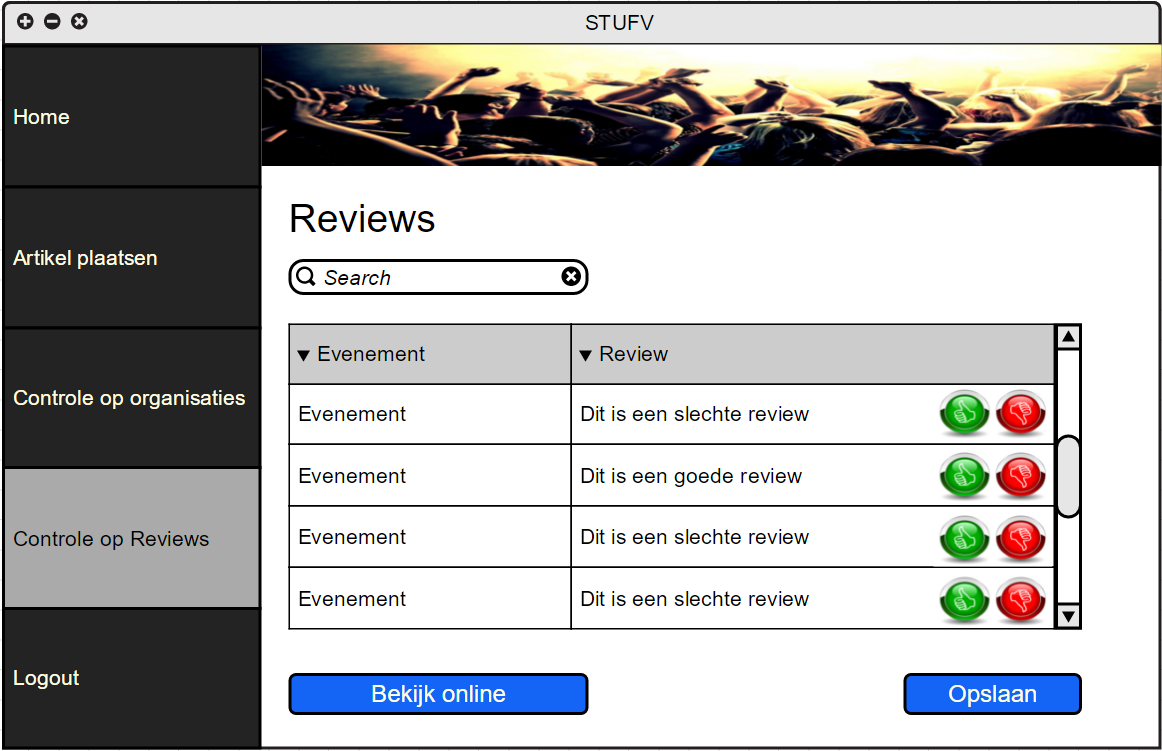 STUFV
Home
Artikel plaatsen
Controle op organisaties
Controle op Reviews
Logout
Reviews
Search
Evenement Review
Evenement Dit is een slechte review
Evenement Dit is een goede review
Evenement Dit is een slechte review
Evenement Dit is een slechte review
Bekijk online Opslaan